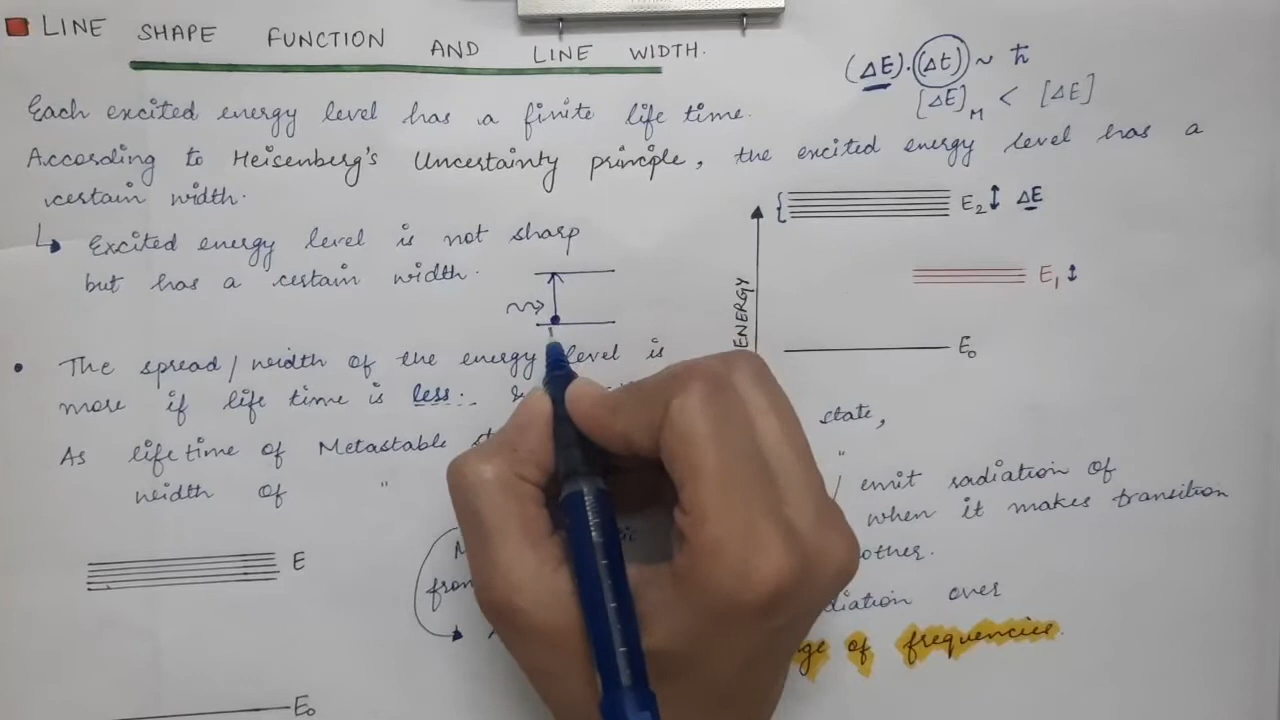 LINE SHAPE FUNCTION AND LINE WIDTH.
(ΔE).(Δt) ~ ħ
[ΔE]M < [ΔE]
Each excited energy level has a finite life time.
According to Heisenberg's Uncertainty principle, the excited energy level has a
certain width.
Excited energy level is not sharp
but has a certain width.
E2 ↕ ΔE
E1 ↕
ENERGY
E0
The spread/width of the energy level is
more if life time is less.
As life time of Metastable
state,
width of "
"
emit radiation of
when it makes transition
other.
over
of frequencies.
E
E0